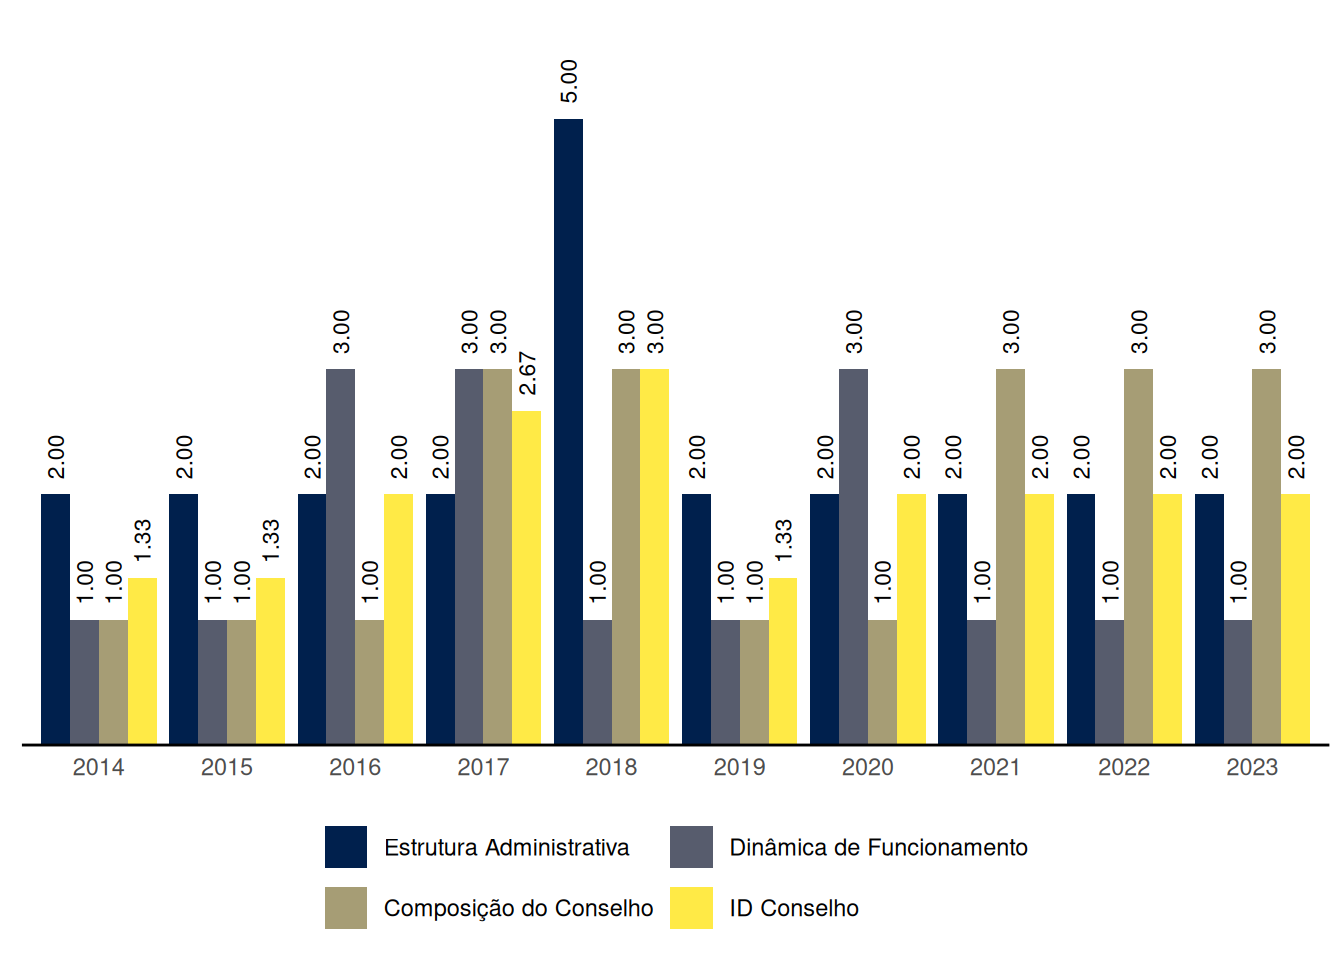 5.00
3.00 3.00 3.00 3.00 3.00 3.00 3.00 3.00 3.00
2.67
2.00 2.00 2.00 2.00 2.00 2.00 2.00 2.00 2.00 2.00 2.00 2.00 2.00 2.00
1.33 1.33 1.33
1.00 1.00 1.00 1.00 1.00 1.00 1.00 1.00 1.00 1.00 1.00 1.00
2014 2015 2016 2017 2018 2019 2020 2021 2022 2023
Estrutura Administrativa Dinâmica de Funcionamento
Composição do Conselho ID Conselho